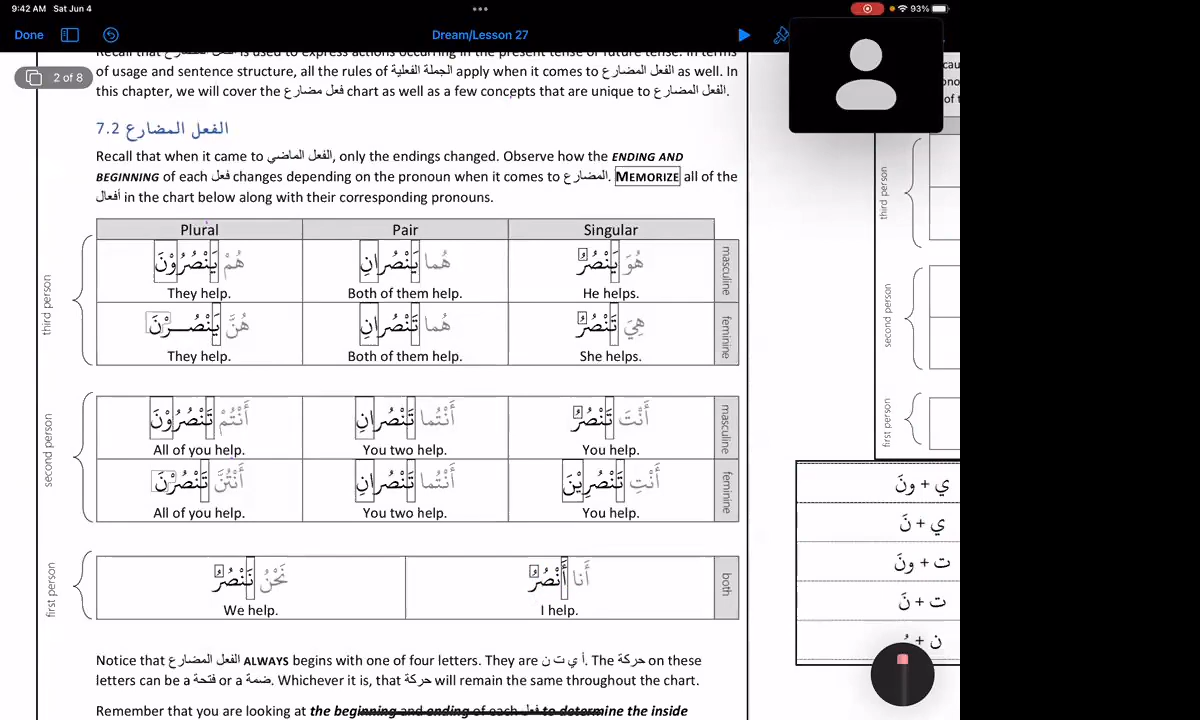 9:42 AM Sat Jun 4
93%
Done
Dream/Lesson 27
2 of 8
of usage and sentence structure, all the rules of الجملة الفعلية apply when it comes to الفعل المضارع as well. In
this chapter, we will cover the فعل مضارع chart as well as a few concepts that are unique to الفعل المضارع.
7.2 الفعل المضارع
Recall that when it came to الفعل الماضي, only the endings changed. Observe how the ENDING AND
BEGINNING of each فعل changes depending on the pronoun when it comes to المضارع. MEMORIZE all of the
أفعال in the chart below along with their corresponding pronouns.
Plural Pair Singular
third person
هُمْ يَنْصُرُوْنَ هُما يَنْصُرانِ هُوَ يَنْصُرُ
They help. Both of them help. He helps.
masculine
هُنَّ يَنْصُـــرْنَ هُما تَنْصُرانِ هِيَ تَنْصُرُ
They help. Both of them help. She helps.
feminine
second person
أَنْتُمْ تَنْصُرُوْنَ أَنْتُما تَنْصُرانِ أَنْتَ تَنْصُرُ
All of you help. You two help. You help.
masculine
أَنْتُنَّ تَنْصُرْنَ أَنْتُما تَنْصُرانِ أَنْتِ تَنْصُرِيْنَ
All of you help. You two help. You help.
feminine
first person
نَحْنُ نَنْصُرُ أَنا أَنْصُرُ
We help. I help.
both
Notice that الفعل المضارع ALWAYS begins with one of four letters. They are أ ي ت ن. The حركة on these
letters can be a فتحة or a ضمة. Whichever it is, that حركة will remain the same throughout the chart.
Remember that you are looking at the beginning and ending of each فعل to determine the inside
third person
second person
first person
ي + ونَ
ي + نَ
ت + ونَ
ت + نَ
ن + ُ